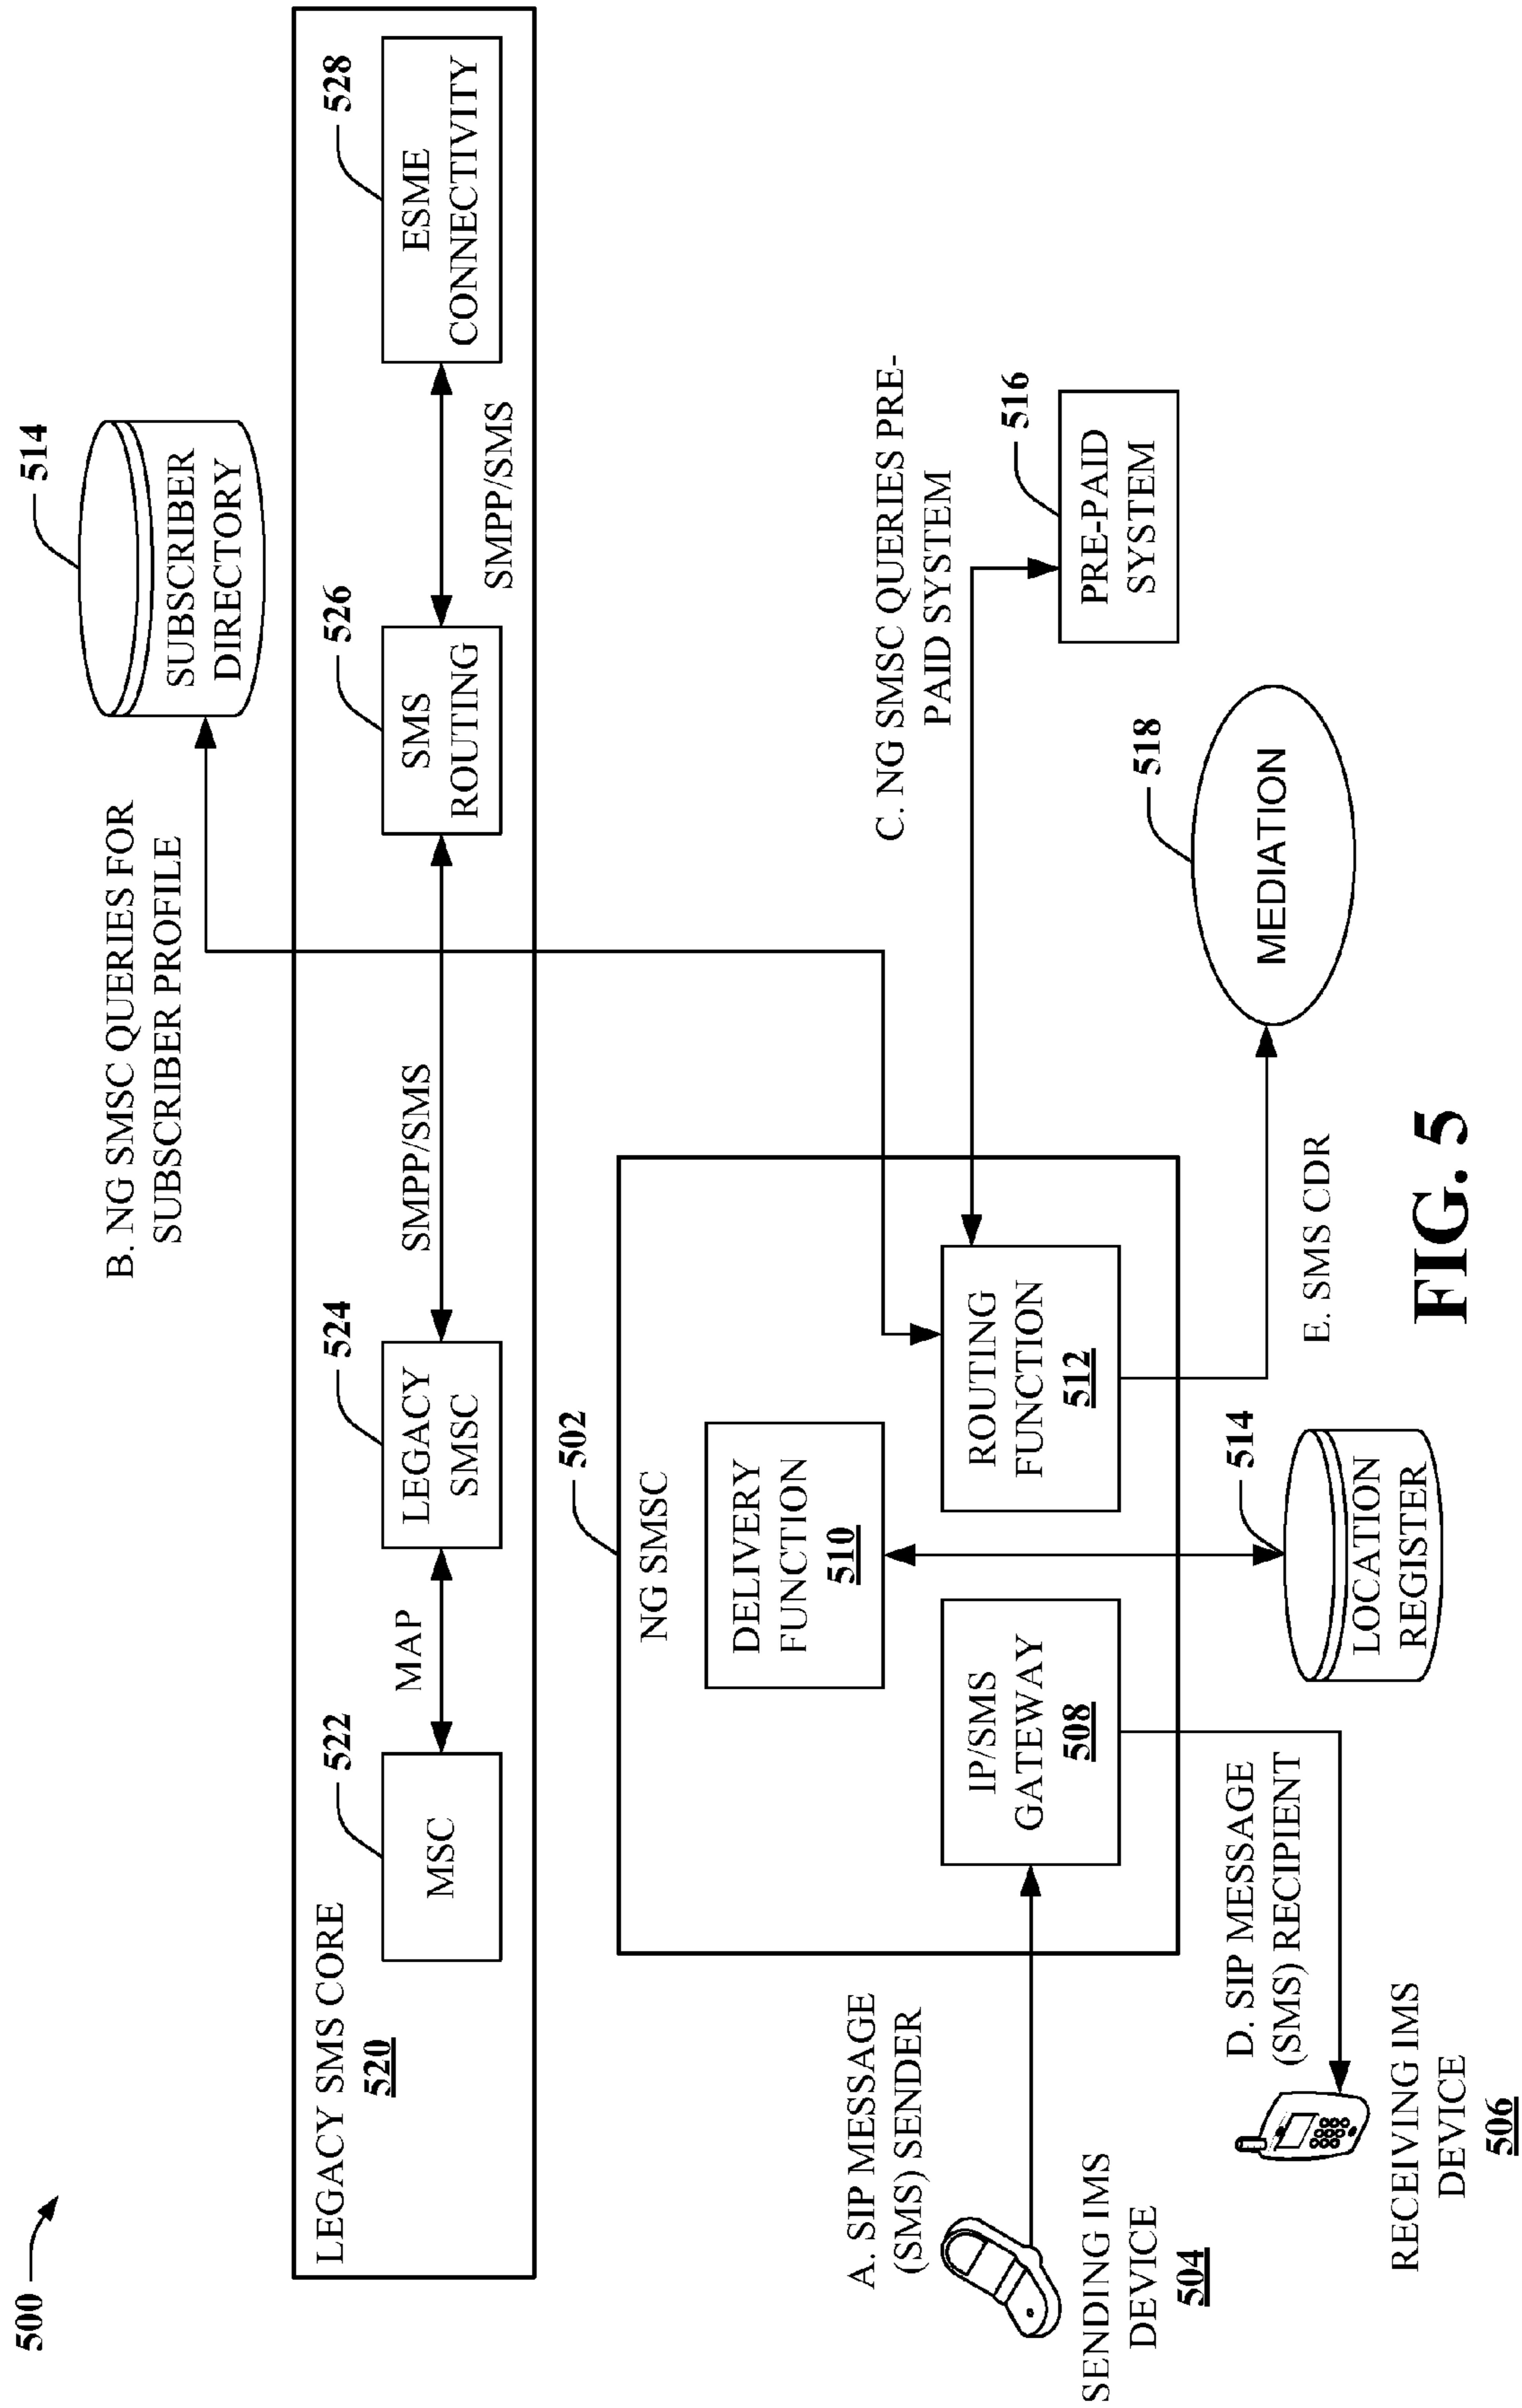 500
514
SUBSCRIBER
DIRECTORY
B. NG SMSC QUERIES FOR
SUBSCRIBER PROFILE
LEGACY SMS CORE
520
522
MSC
MAP
524
LEGACY
SMSC
SMPP/SMS
526
SMS
ROUTING
SMPP/SMS
528
ESME
CONNECTIVITY
502
NG SMSC
DELIVERY
FUNCTION
510
IP/SMS
GATEWAY
508
ROUTING
FUNCTION
512
C. NG SMSC QUERIES PRE-
PAID SYSTEM
516
PRE-PAID
SYSTEM
518
MEDIATION
A. SIP MESSAGE
(SMS) SENDER
SENDING IMS
DEVICE
504
D. SIP MESSAGE
(SMS) RECIPIENT
RECEIVING IMS
DEVICE
506
514
LOCATION
REGISTER
E. SMS CDR
FIG. 5